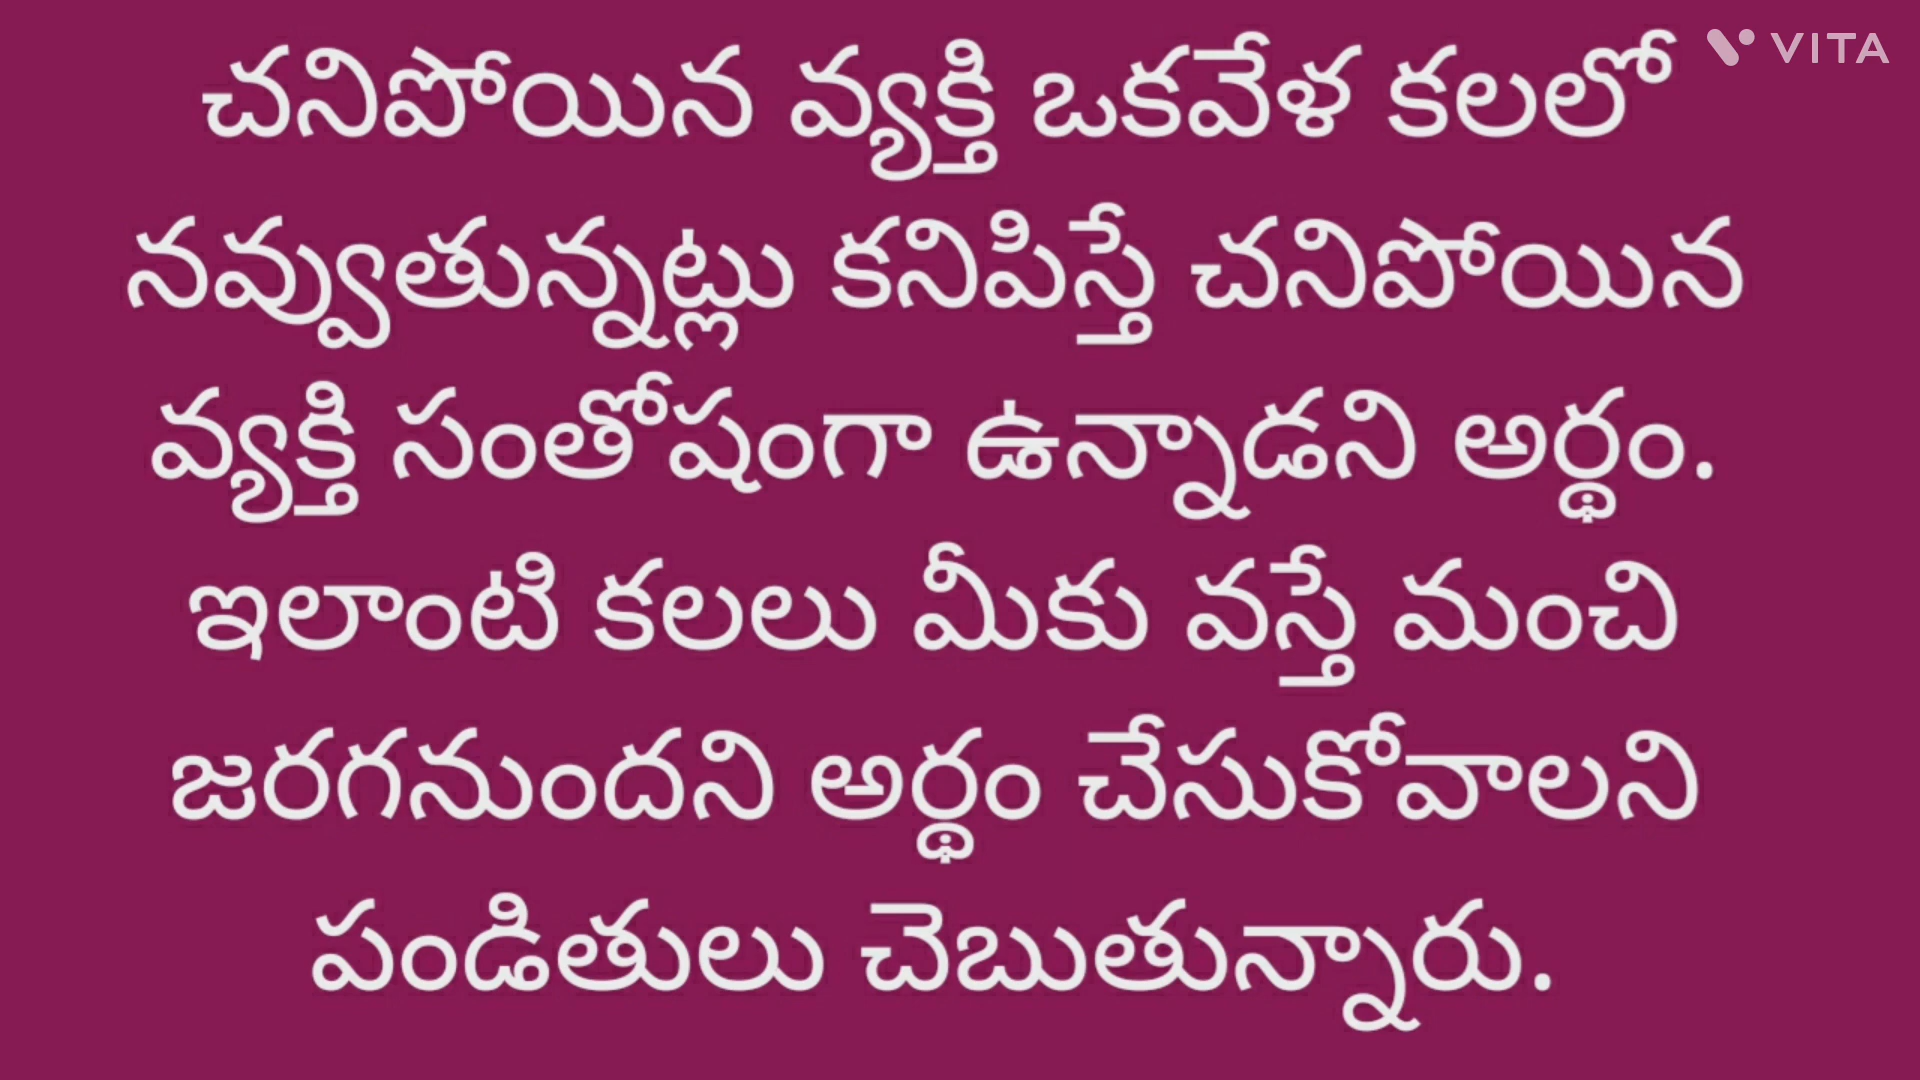 VITA
చనిపోయిన వ్యక్తి ఒకవేళ కలలో
నవ్వుతున్నట్లు కనిపిస్తే చనిపోయిన
వ్యక్తి సంతోషంగా ఉన్నాడని అర్థం.
ఇలాంటి కలలు మీకు వస్తే మంచి
జరగనుందని అర్థం చేసుకోవాలని
పండితులు చెబుతున్నారు.